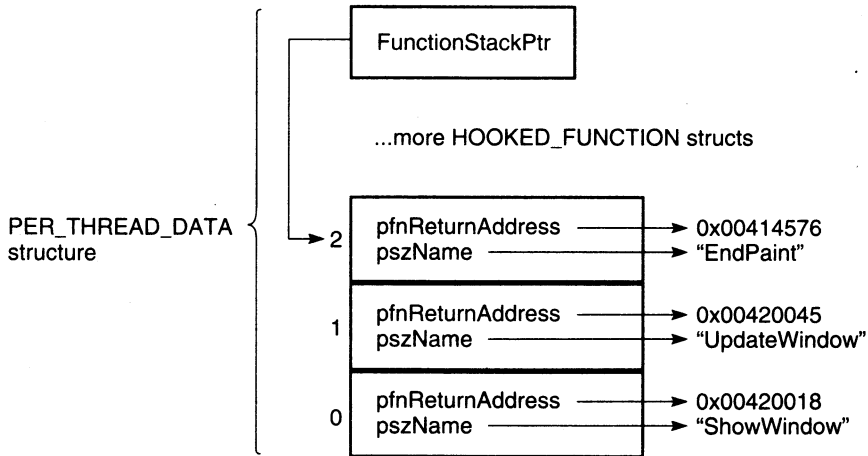 FunctionStackPtr
...more HOOKED_FUNCTION structs
PER_THREAD_DATA
structure
2
pfnReturnAddress
0x00414576
pszName
“EndPaint”
1
pfnReturnAddress
0x00420045
pszName
“UpdateWindow”
0
pfnReturnAddress
0x00420018
pszName
“ShowWindow”